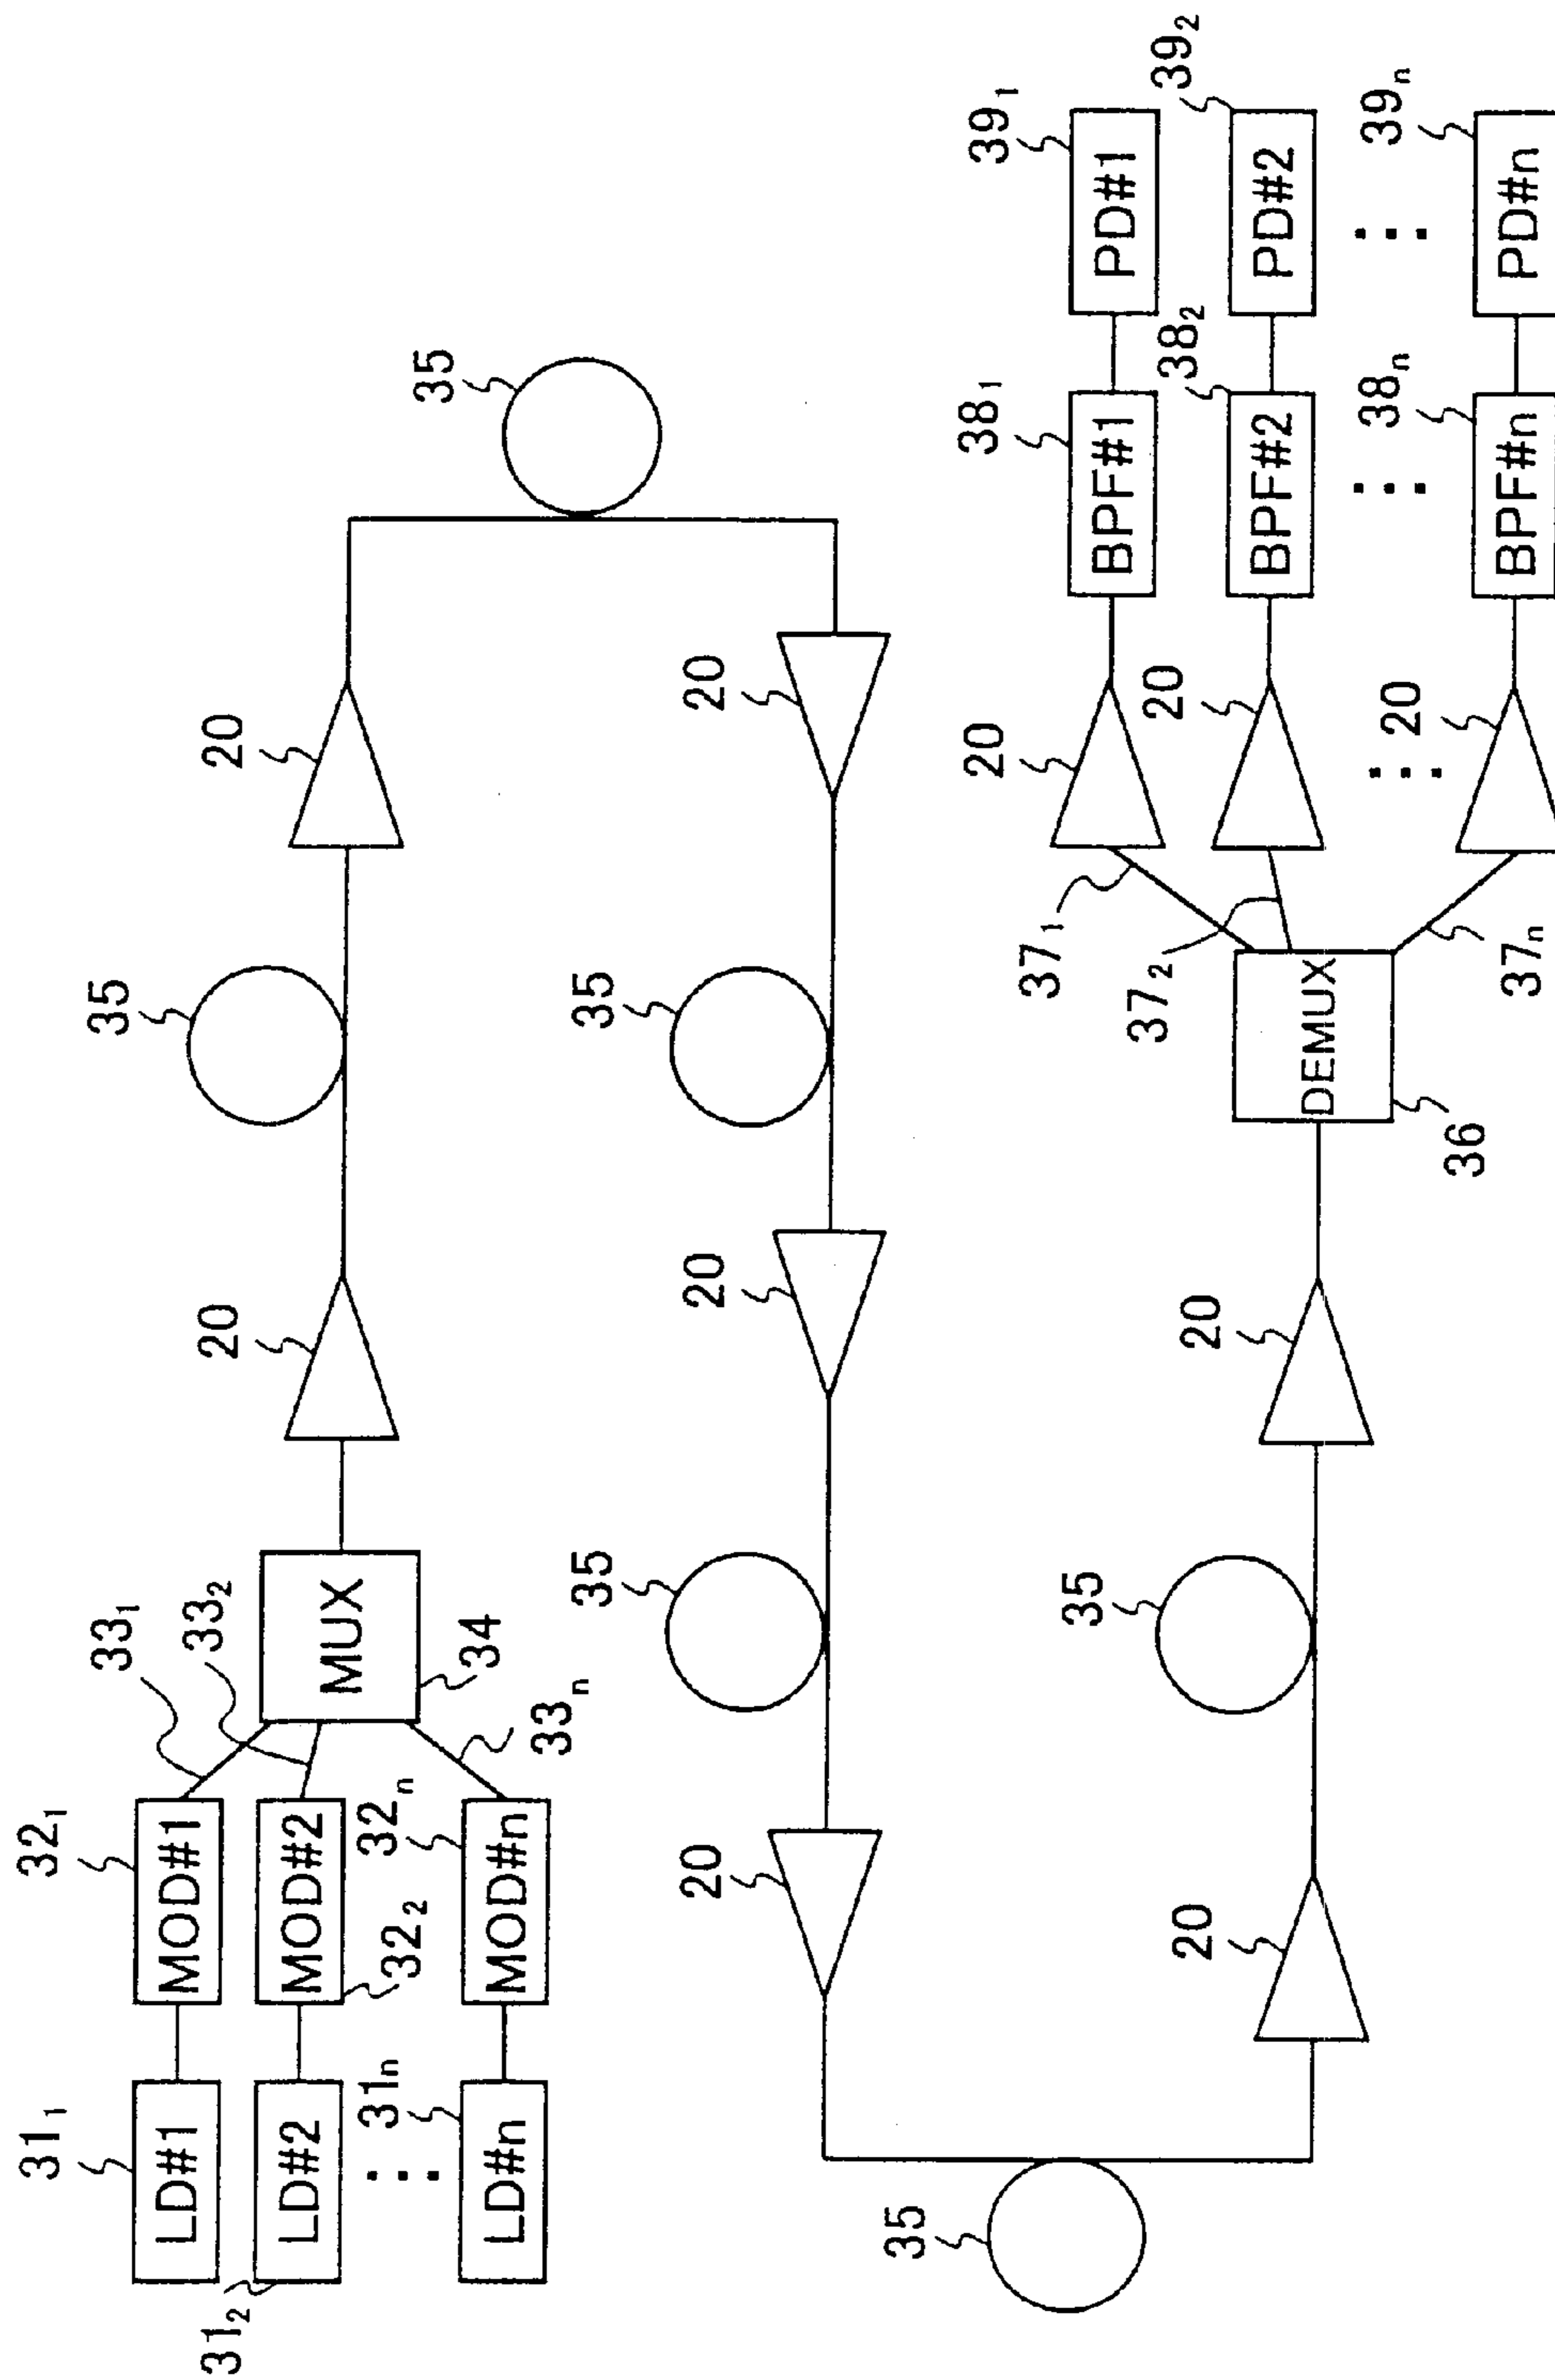 31₁
LD#1
32₁
MOD#1
33₁
33₂
31₂
LD#2
32₂
MOD#2
31ₙ
LD#n
32ₙ
MOD#n
33ₙ
MUX
34
20
35
20
35
20
35
20
35
20
35
20
35
20
DEMUX
36
37₁
37₂
37ₙ
20
38₁
BPF#1
39₁
PD#1
20
38₂
BPF#2
39₂
PD#2
20
38ₙ
BPF#n
39ₙ
PD#n